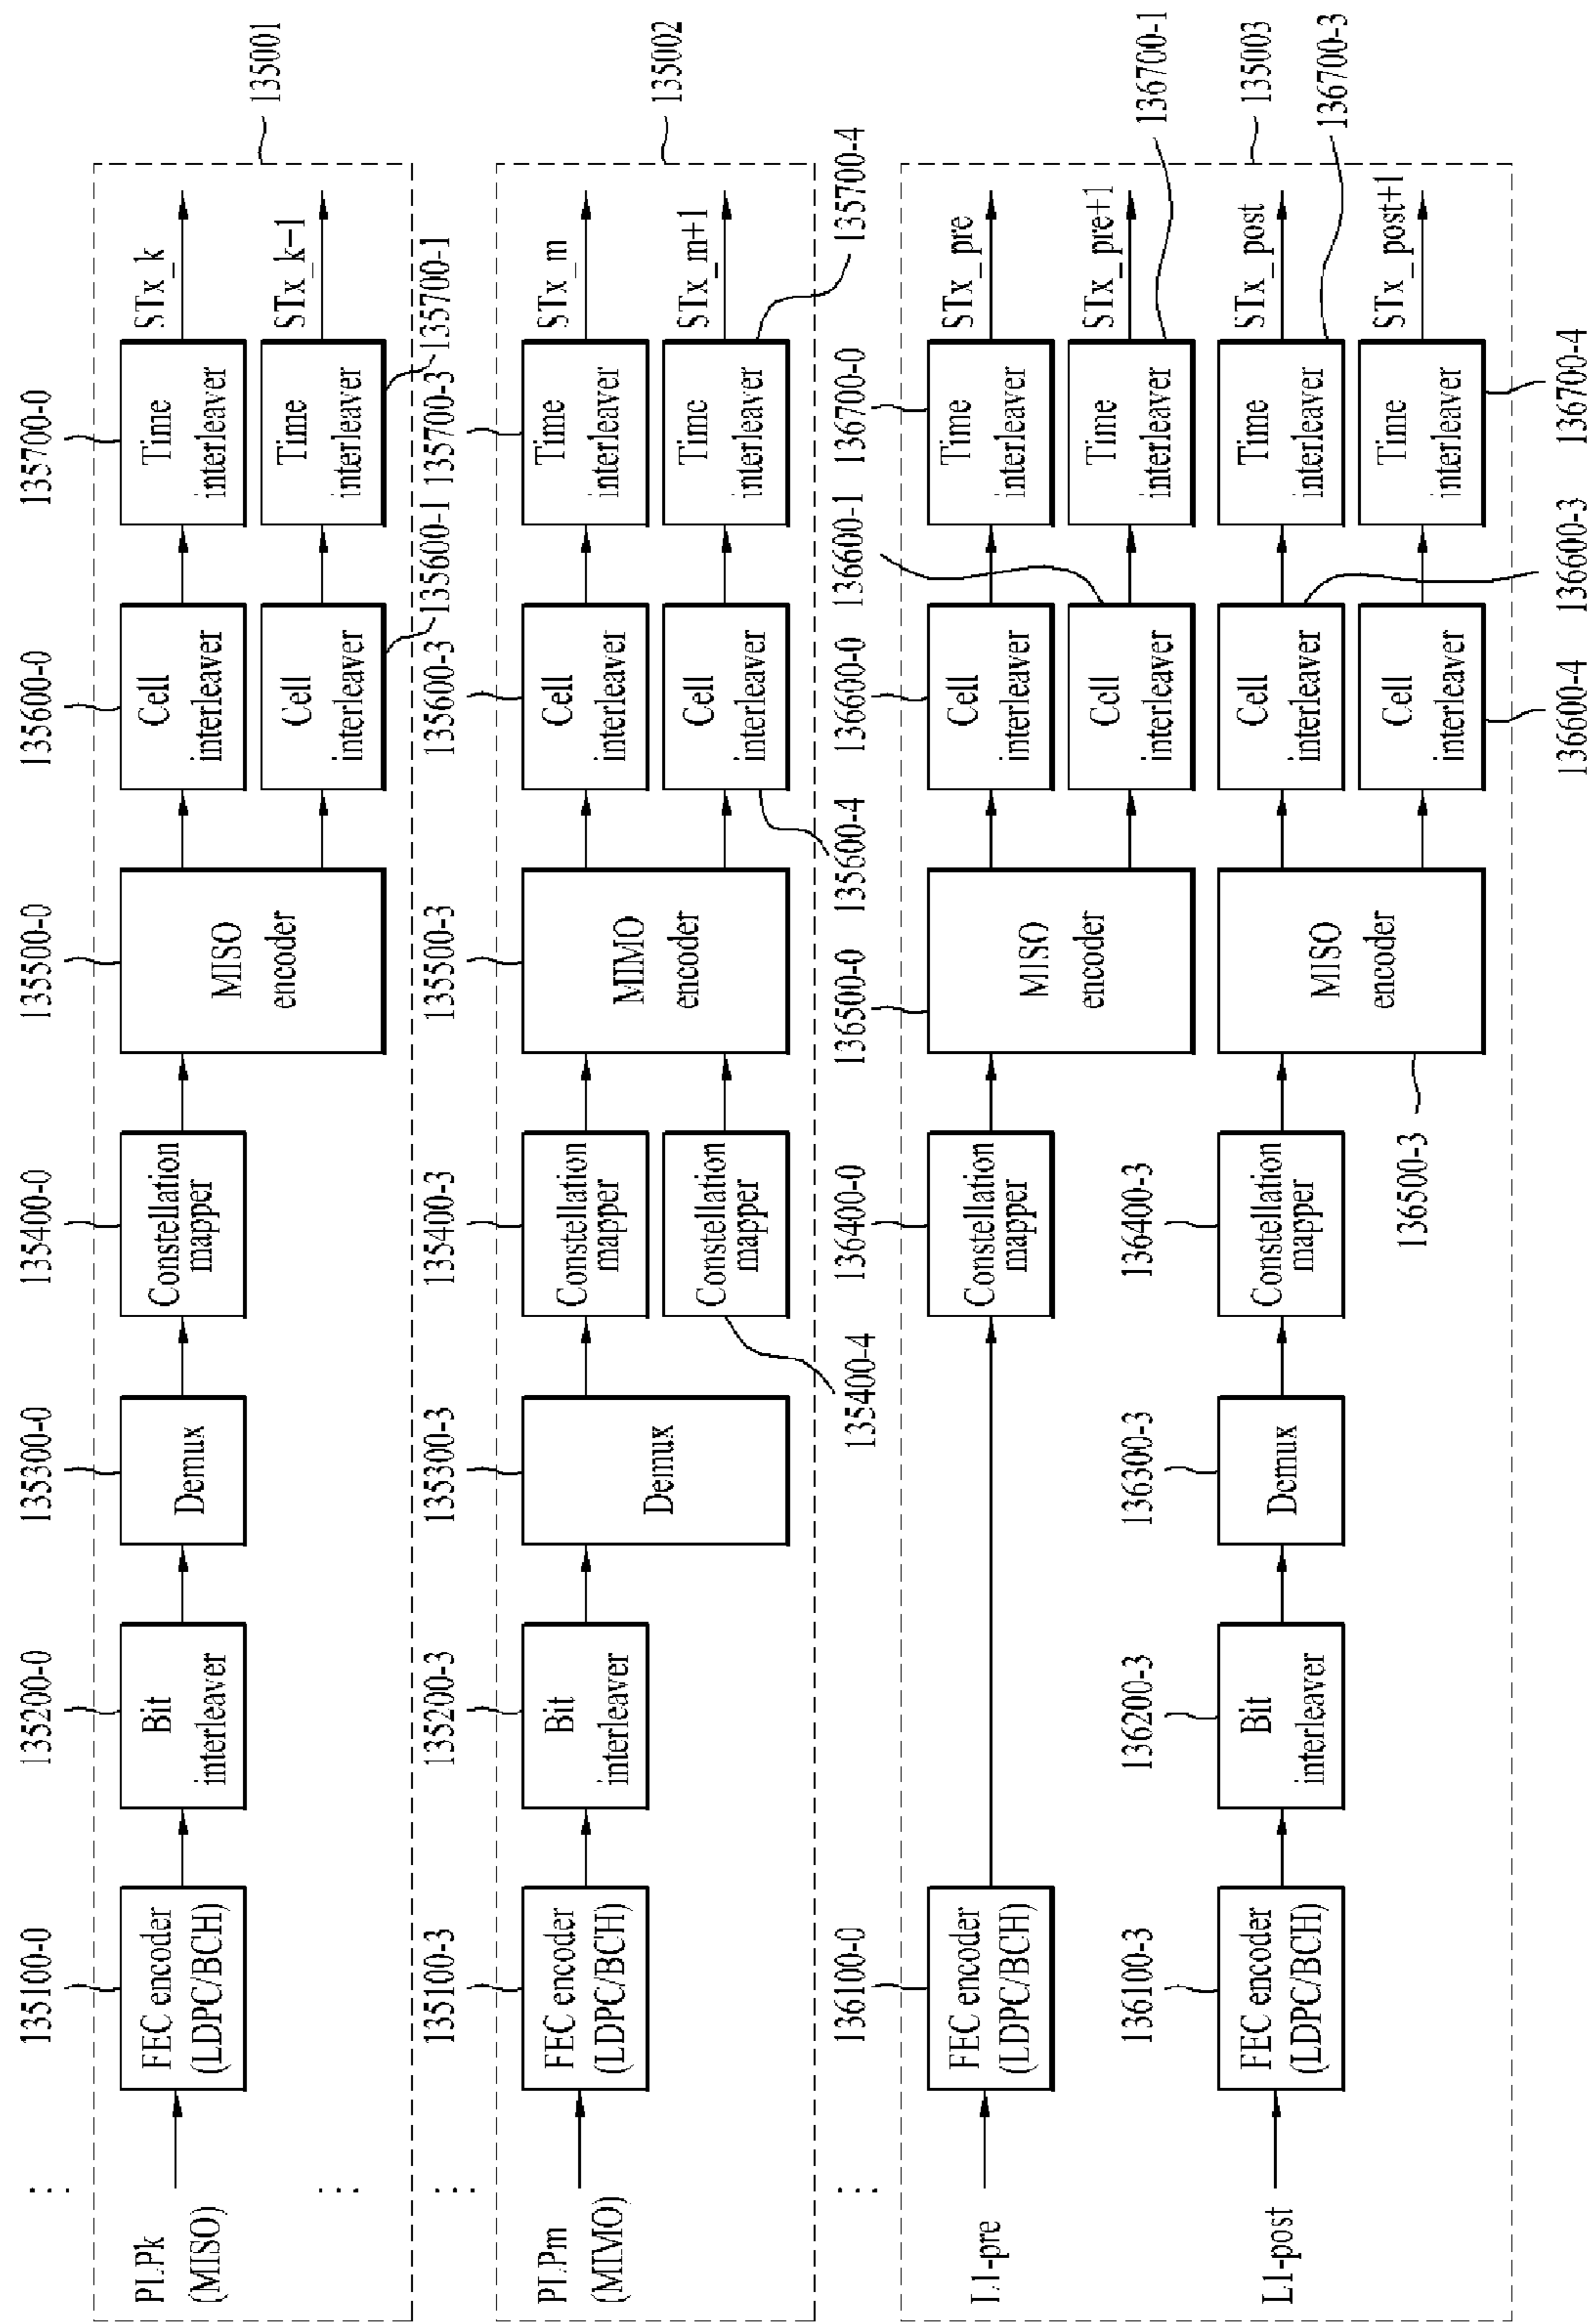 135100-0
135200-0
135300-0
135400-0
135500-0
135600-0
135700-0
...
PLPk
(MISO)
FEC encoder
(LDPC/BCH)
Bit
interleaver
Demux
Constellation
mapper
MISO
encoder
Cell
interleaver
Time
interleaver
STx_k
135001
Cell
interleaver
Time
interleaver
STx_k-1
...
135600-1
135700-1
135100-3
135200-3
135300-3
135400-3
135500-3
135600-3
135700-3
...
PLPm
(MIMO)
FEC encoder
(LDPC/BCH)
Bit
interleaver
Demux
Constellation
mapper
MIMO
encoder
Cell
interleaver
Time
interleaver
STx_m
135002
Constellation
mapper
Cell
interleaver
Time
interleaver
STx_m+1
135400-4
135600-4
135700-4
...
136100-0
136400-0
136500-0
136600-0
136600-1
136700-0
L1-pre
FEC encoder
(LDPC/BCH)
Constellation
mapper
MISO
encoder
Cell
interleaver
Time
interleaver
STx_pre
Cell
interleaver
Time
interleaver
STx_pre+1
136700-1
136100-3
136200-3
136300-3
136400-3
L1-post
FEC encoder
(LDPC/BCH)
Bit
interleaver
Demux
Constellation
mapper
MISO
encoder
Cell
interleaver
Time
interleaver
STx_post
135003
Cell
interleaver
Time
interleaver
STx_post+1
136700-3
136500-3
136600-4
136600-3
136700-4